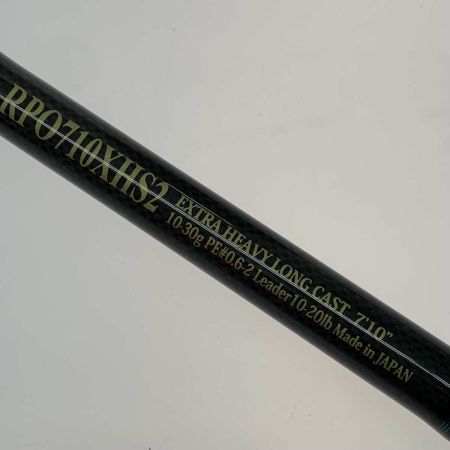 RPO710XHS2
EXTRA HEAVY LONG CAST 7'10"
10-30g PE#0.6-2 Leader10-20lb Made in JAPAN